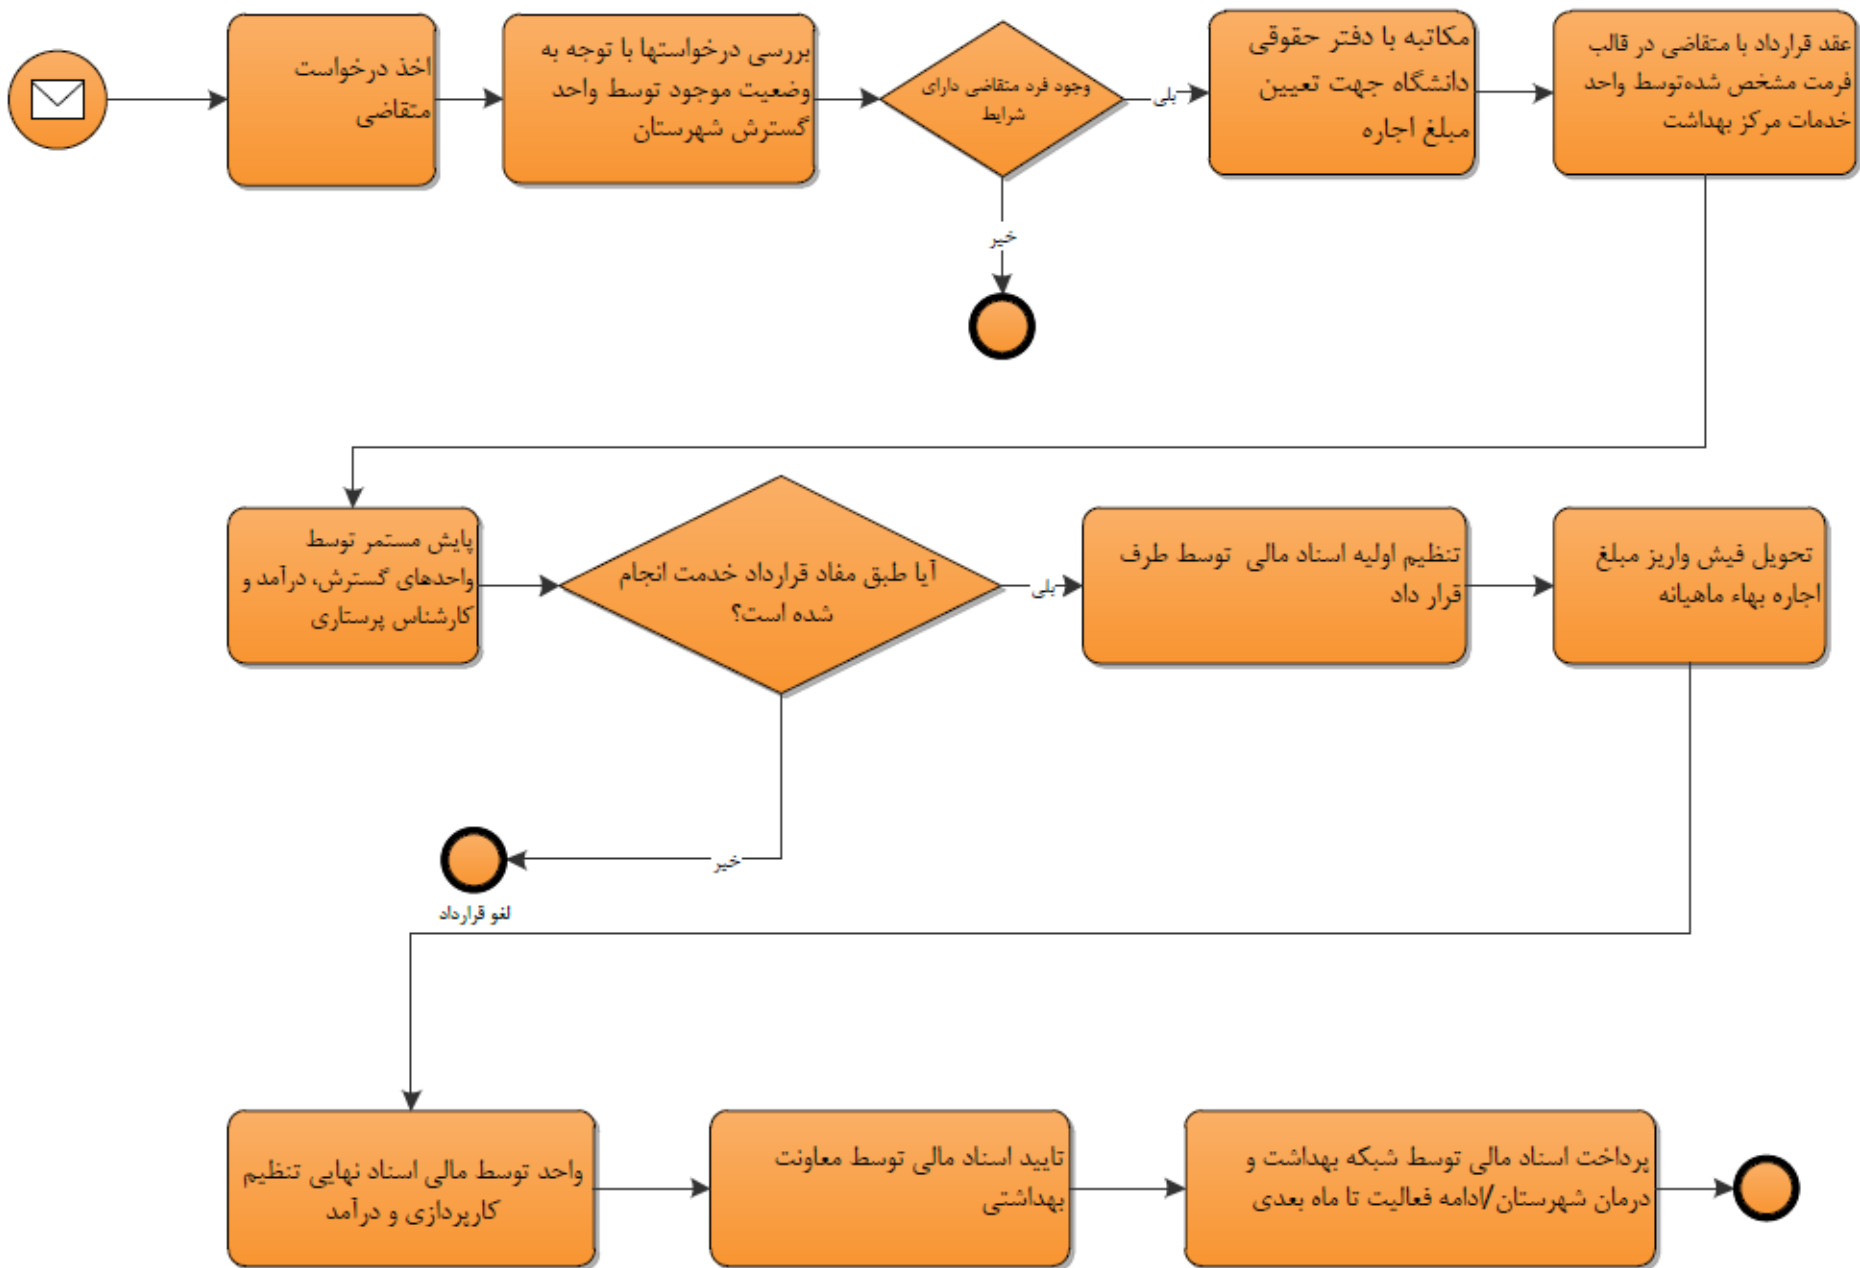 اخذ درخواست
متقاضی
بررسی درخواستها با توجه به
وضعیت موجود توسط واحد
گسترش شهرستان
وجود فرد متقاضی دارای
شرایط
بلی
خیر
مکاتبه با دفتر حقوقی
دانشگاه جهت تعیین
مبلغ اجاره
عقد قرارداد با متقاضی در قالب
فرمت مشخص شده توسط واحد
خدمات مرکز بهداشت
پایش مستمر توسط
واحدهای گسترش، درآمد و
کارشناس پرستاری
آیا طبق مفاد قرارداد خدمت انجام
شده است؟
بلی
خیر
لغو قرارداد
تنظیم اولیه اسناد مالی توسط طرف
قرار داد
تحویل فیش واریز مبلغ
اجاره بهاء ماهیانه
واحد توسط مالی اسناد نهایی تنظیم
کارپردازی و درآمد
تایید اسناد مالی توسط معاونت
بهداشتی
پرداخت اسناد مالی توسط شبکه بهداشت و
درمان شهرستان/ادامه فعالیت تا ماه بعدی